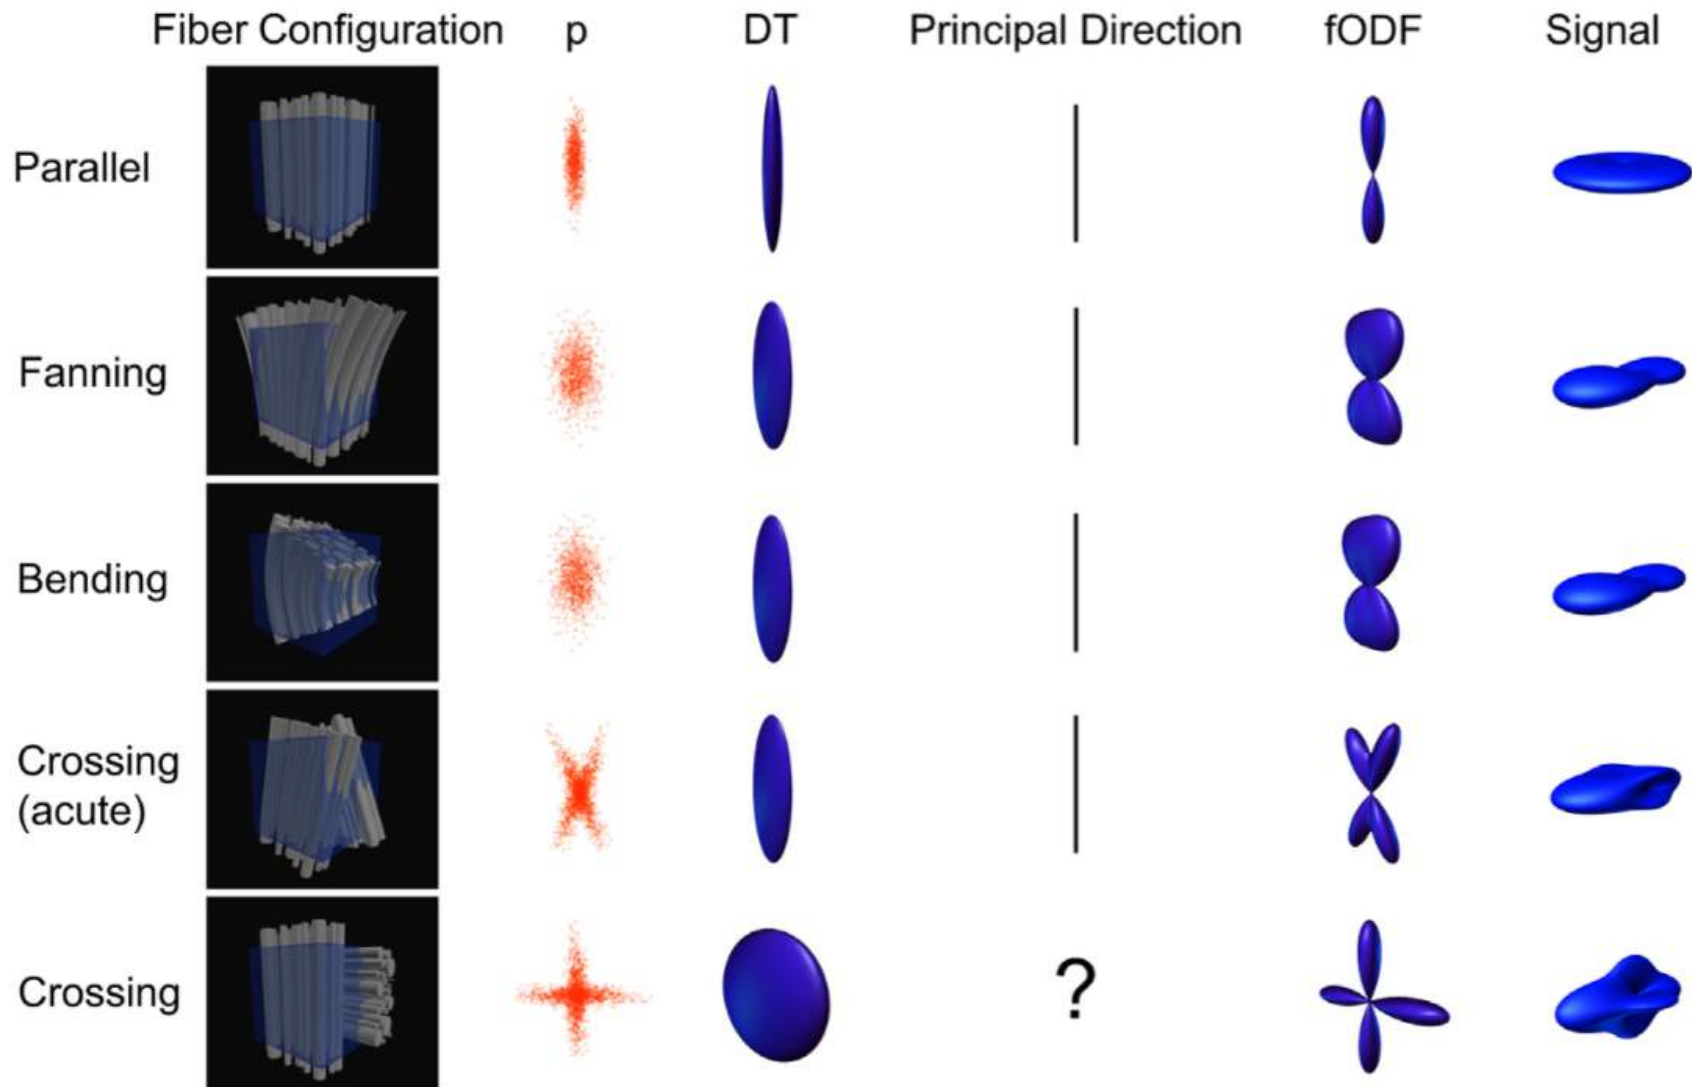 Fiber Configuration p DT Principal Direction fODF Signal
Parallel
Fanning
Bending
Crossing
(acute)
Crossing ?